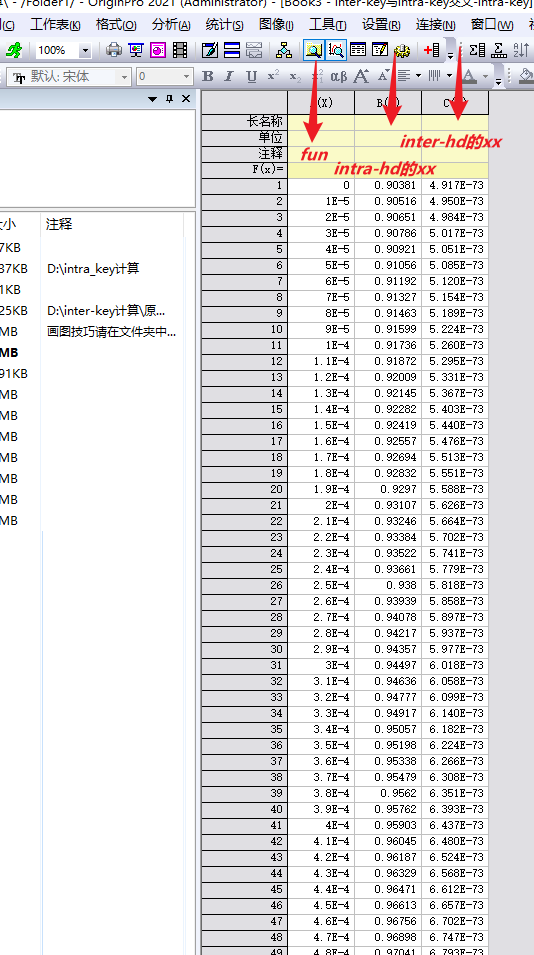 - /Folder1/ - OriginPro 2021 (Administrator) - [Book3 - inter-key与intra-key交叉-intra-key]
(C) 工作表(K) 格式(O) 分析(A) 统计(S) 图像(I) 工具(T) 设置(R) 连接(N) 窗口(W)
100%
默认: 宋体 0 B I U
(X) B C
长名称
单位
注释
F(x)=
fun
intra-hd的xx
inter-hd的xx
小 注释
7KB
37KB D:\intra_key计算
1KB
25KB D:\inter-key计算\原...
MB 画图技巧请在文件夹中...
MB
91KB
MB
MB
MB
MB
MB
MB
MB
1 0 0.90381 4.917E-73
2 1E-5 0.90516 4.950E-73
3 2E-5 0.90651 4.984E-73
4 3E-5 0.90786 5.017E-73
5 4E-5 0.90921 5.051E-73
6 5E-5 0.91056 5.085E-73
7 6E-5 0.91192 5.120E-73
8 7E-5 0.91327 5.154E-73
9 8E-5 0.91463 5.189E-73
10 9E-5 0.91599 5.224E-73
11 1E-4 0.91736 5.260E-73
12 1.1E-4 0.91872 5.295E-73
13 1.2E-4 0.92009 5.331E-73
14 1.3E-4 0.92145 5.367E-73
15 1.4E-4 0.92282 5.403E-73
16 1.5E-4 0.92419 5.440E-73
17 1.6E-4 0.92557 5.476E-73
18 1.7E-4 0.92694 5.513E-73
19 1.8E-4 0.92832 5.551E-73
20 1.9E-4 0.9297 5.588E-73
21 2E-4 0.93107 5.626E-73
22 2.1E-4 0.93246 5.664E-73
23 2.2E-4 0.93384 5.702E-73
24 2.3E-4 0.93522 5.741E-73
25 2.4E-4 0.93661 5.779E-73
26 2.5E-4 0.938 5.818E-73
27 2.6E-4 0.93939 5.858E-73
28 2.7E-4 0.94078 5.897E-73
29 2.8E-4 0.94217 5.937E-73
30 2.9E-4 0.94357 5.977E-73
31 3E-4 0.94497 6.018E-73
32 3.1E-4 0.94636 6.058E-73
33 3.2E-4 0.94777 6.099E-73
34 3.3E-4 0.94917 6.140E-73
35 3.4E-4 0.95057 6.182E-73
36 3.5E-4 0.95198 6.224E-73
37 3.6E-4 0.95338 6.266E-73
38 3.7E-4 0.95479 6.308E-73
39 3.8E-4 0.9562 6.351E-73
40 3.9E-4 0.95762 6.393E-73
41 4E-4 0.95903 6.437E-73
42 4.1E-4 0.96045 6.480E-73
43 4.2E-4 0.96187 6.524E-73
44 4.3E-4 0.96329 6.568E-73
45 4.4E-4 0.96471 6.612E-73
46 4.5E-4 0.96613 6.657E-73
47 4.6E-4 0.96756 6.702E-73
48 4.7E-4 0.96898 6.747E-73
49 4.8E-4 0.97041 6.793E-73